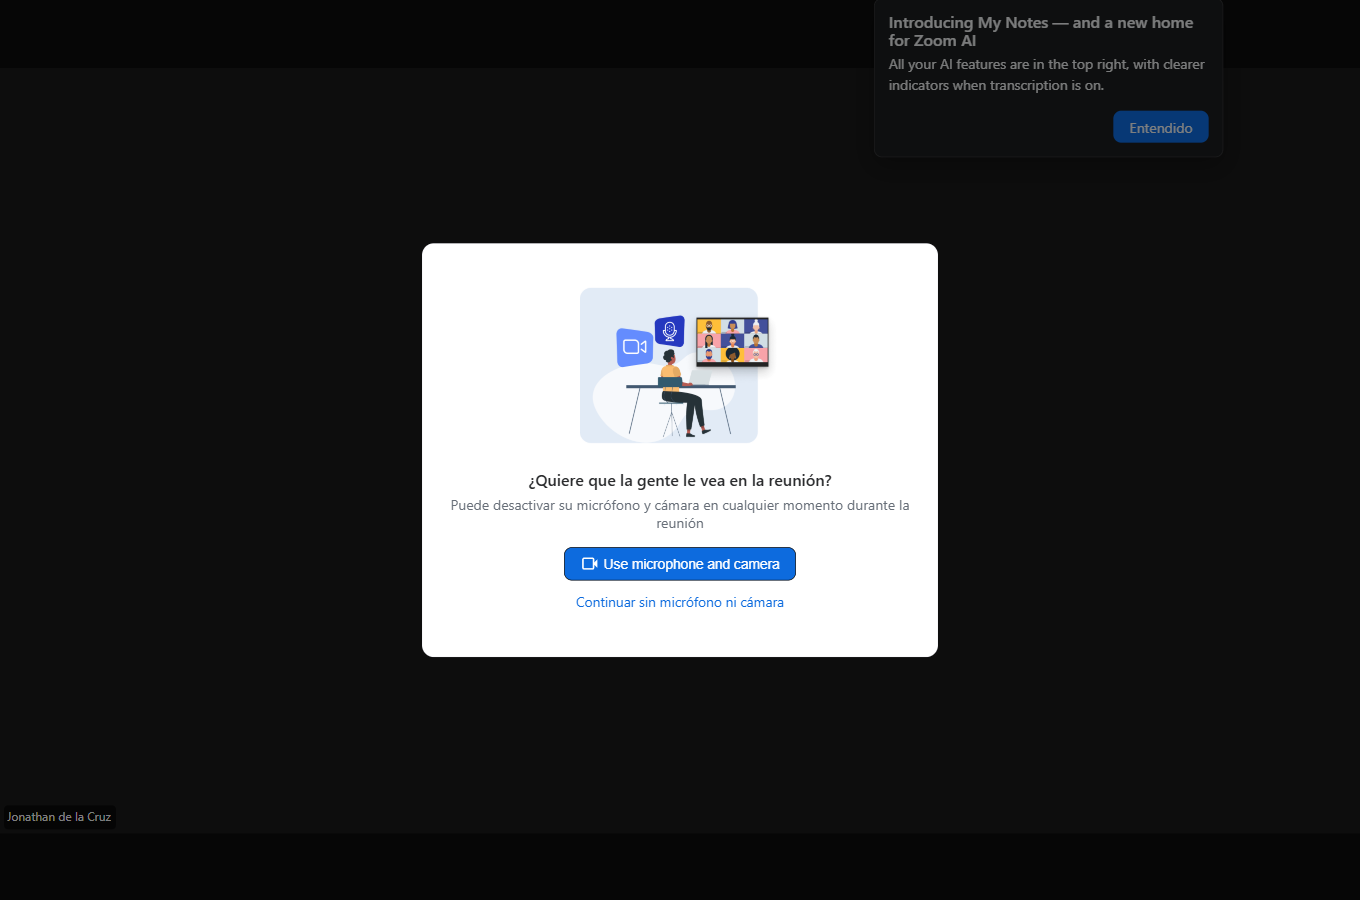 Introducing My Notes — and a new home
for Zoom AI
All your AI features are in the top right, with clearer
indicators when transcription is on.
Entendido
¿Quiere que la gente le vea en la reunión?
Puede desactivar su micrófono y cámara en cualquier momento durante la
reunión
Use microphone and camera
Continuar sin micrófono ni cámara
Jonathan de la Cruz